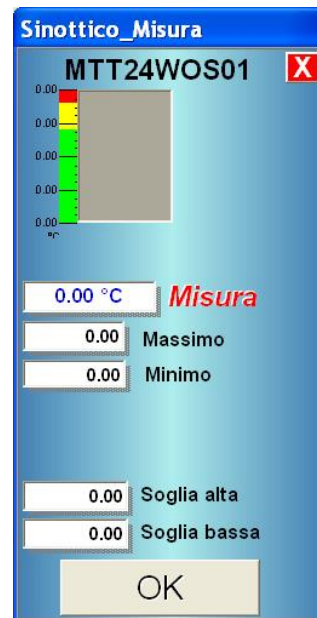 Sinottico_Misura
MTT24WOS01
X
0.00
0.00
0.00
0.00
0.00
°C
0.00 °C Misura
0.00 Massimo
0.00 Minimo
0.00 Soglia alta
0.00 Soglia bassa
OK